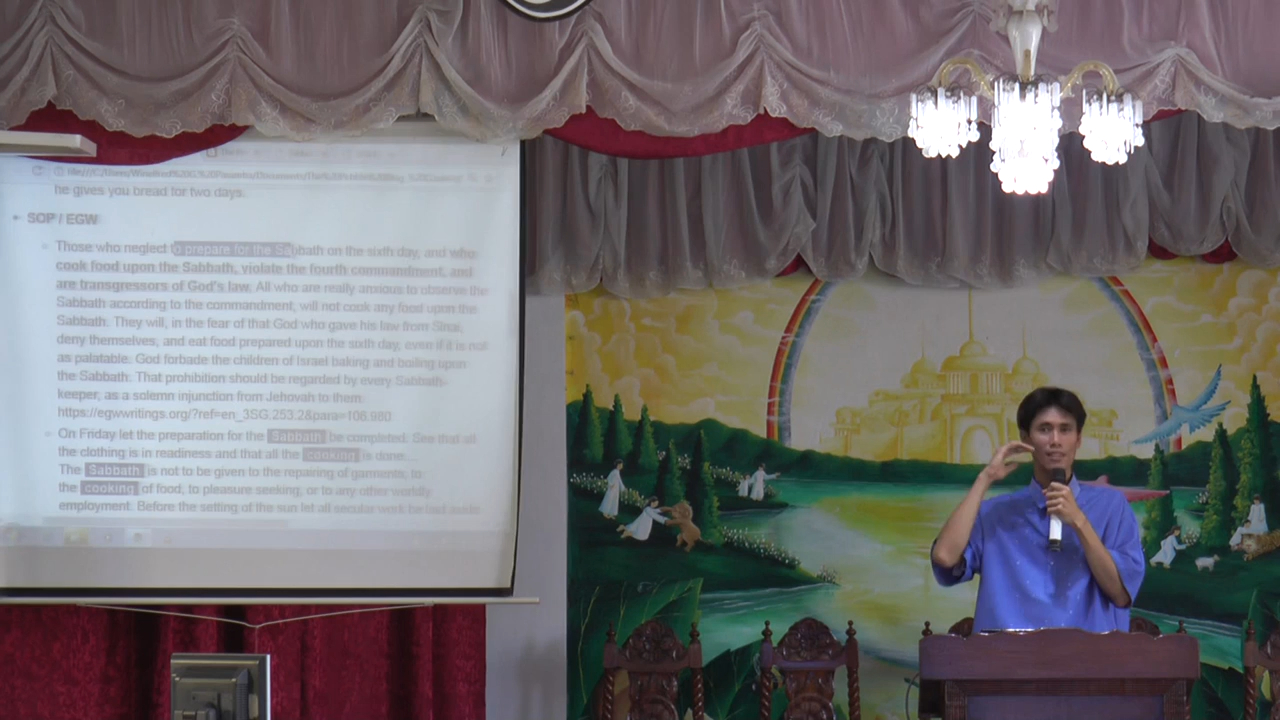 he gives you bread for two days.
SOP / EGW
Those who neglect to prepare for the Sabbath on the sixth day, and who
cook food upon the Sabbath, violate the fourth commandment, and
are transgressors of God's law. All who are really anxious to observe the
Sabbath according to the commandment, will not cook any food upon the
Sabbath. They will, in the fear of that God who gave his law from Sinai,
deny themselves, and eat food prepared upon the sixth day, even if it is not
as palatable. God forbade the children of Israel baking and boiling upon
the Sabbath. That prohibition should be regarded by every Sabbath-
keeper, as a solemn injunction from Jehovah to them.
https://egwwritings.org/?ref=en_3SG.253.2&para=106.980
On Friday let the preparation for the Sabbath be completed. See that all
the clothing is in readiness and that all the cooking is done....
The Sabbath is not to be given to the repairing of garments, to
the cooking of food, to pleasure seeking, or to any other worldly
employment. Before the setting of the sun let all secular work be laid aside